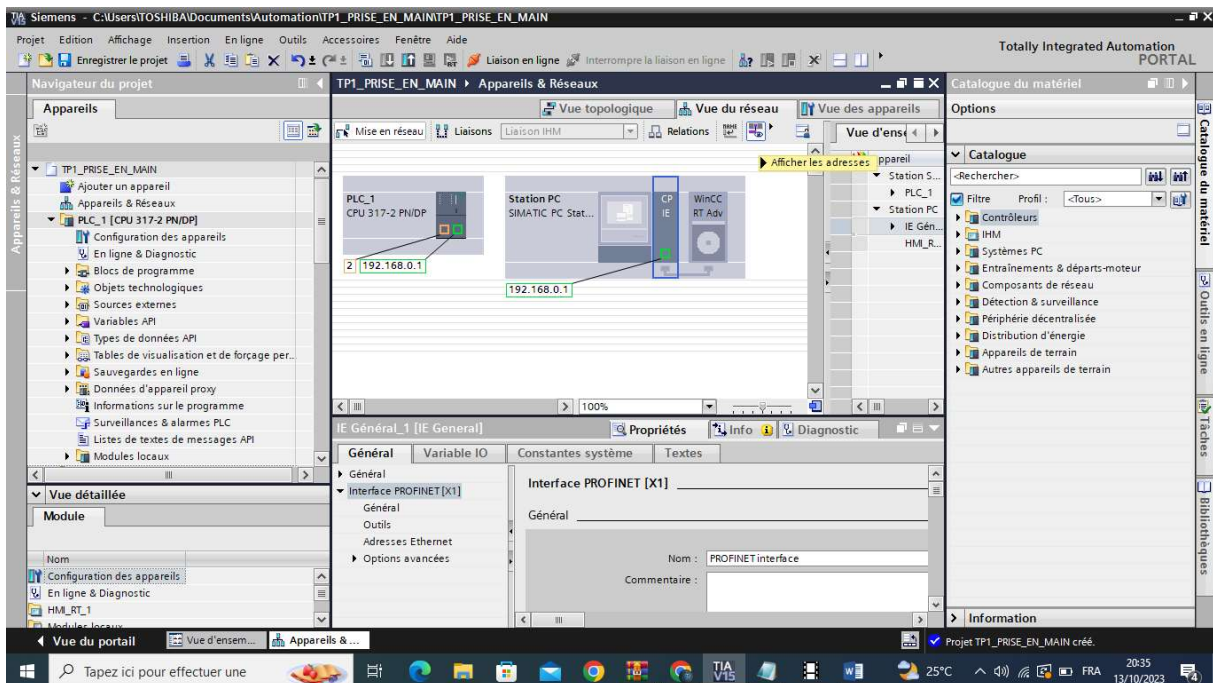 Siemens - C:\Users\TOSHIBA\Documents\Automation\TP1_PRISE_EN_MAIN\TP1_PRISE_EN_MAIN
Projet Edition Affichage Insertion En ligne Outils Accessoires Fenêtre Aide
Totally Integrated Automation
PORTAL
Enregistrer le projet Liaison en ligne Interrompre la liaison en ligne
Navigateur du projet
TP1_PRISE_EN_MAIN Appareils & Réseaux
Catalogue du matériel
Appareils
Vue topologique Vue du réseau Vue des appareils
Options
Mise en réseau Liaisons Liaison IHM Relations
Vue d'ense
Afficher les adresses
Catalogue
<Rechercher>
Filtre Profil : <Tous>
Contrôleurs
IHM
Systèmes PC
Entraînements & départs-moteur
Composants de réseau
Détection & surveillance
Périphérie décentralisée
Distribution d'énergie
Appareils de terrain
Autres appareils de terrain
Information
TP1_PRISE_EN_MAIN
Ajouter un appareil
Appareils & Réseaux
PLC_1 [CPU 317-2 PN/DP]
Configuration des appareils
En ligne & Diagnostic
Blocs de programme
Objets technologiques
Sources externes
Variables API
Types de données API
Tables de visualisation et de forçage per...
Sauvegardes en ligne
Données d'appareil proxy
Informations sur le programme
Surveillances & alarmes PLC
Listes de textes de messages API
Modules locaux
PLC_1
CPU 317-2 PN/DP
2 192.168.0.1
Station PC
SIMATIC PC Stat...
CP
IE
WinCC
RT Adv
192.168.0.1
ppareil
Station S...
PLC_1
Station PC
IE Gén...
HMI_R...
100%
Vue détaillée
Module
Nom
Configuration des appareils
En ligne & Diagnostic
HMI_RT_1
Modules locaux
IE Général_1 [IE General]
Propriétés Info Diagnostic
Général Variable IO Constantes système Textes
Général
Interface PROFINET [X1]
Général
Outils
Adresses Ethernet
Options avancées
Interface PROFINET [X1]
Général
Nom : PROFINET interface
Commentaire :
Appareils & Réseaux
Catalogue du matériel
Outils en ligne
Tâches
Bibliothèques
Vue du portail Vue d'ensem... Appareils & ...
Projet TP1_PRISE_EN_MAIN créé.
Tapez ici pour effectuer une
TIA
V15
25°C
FRA
20:35
13/10/2023
4